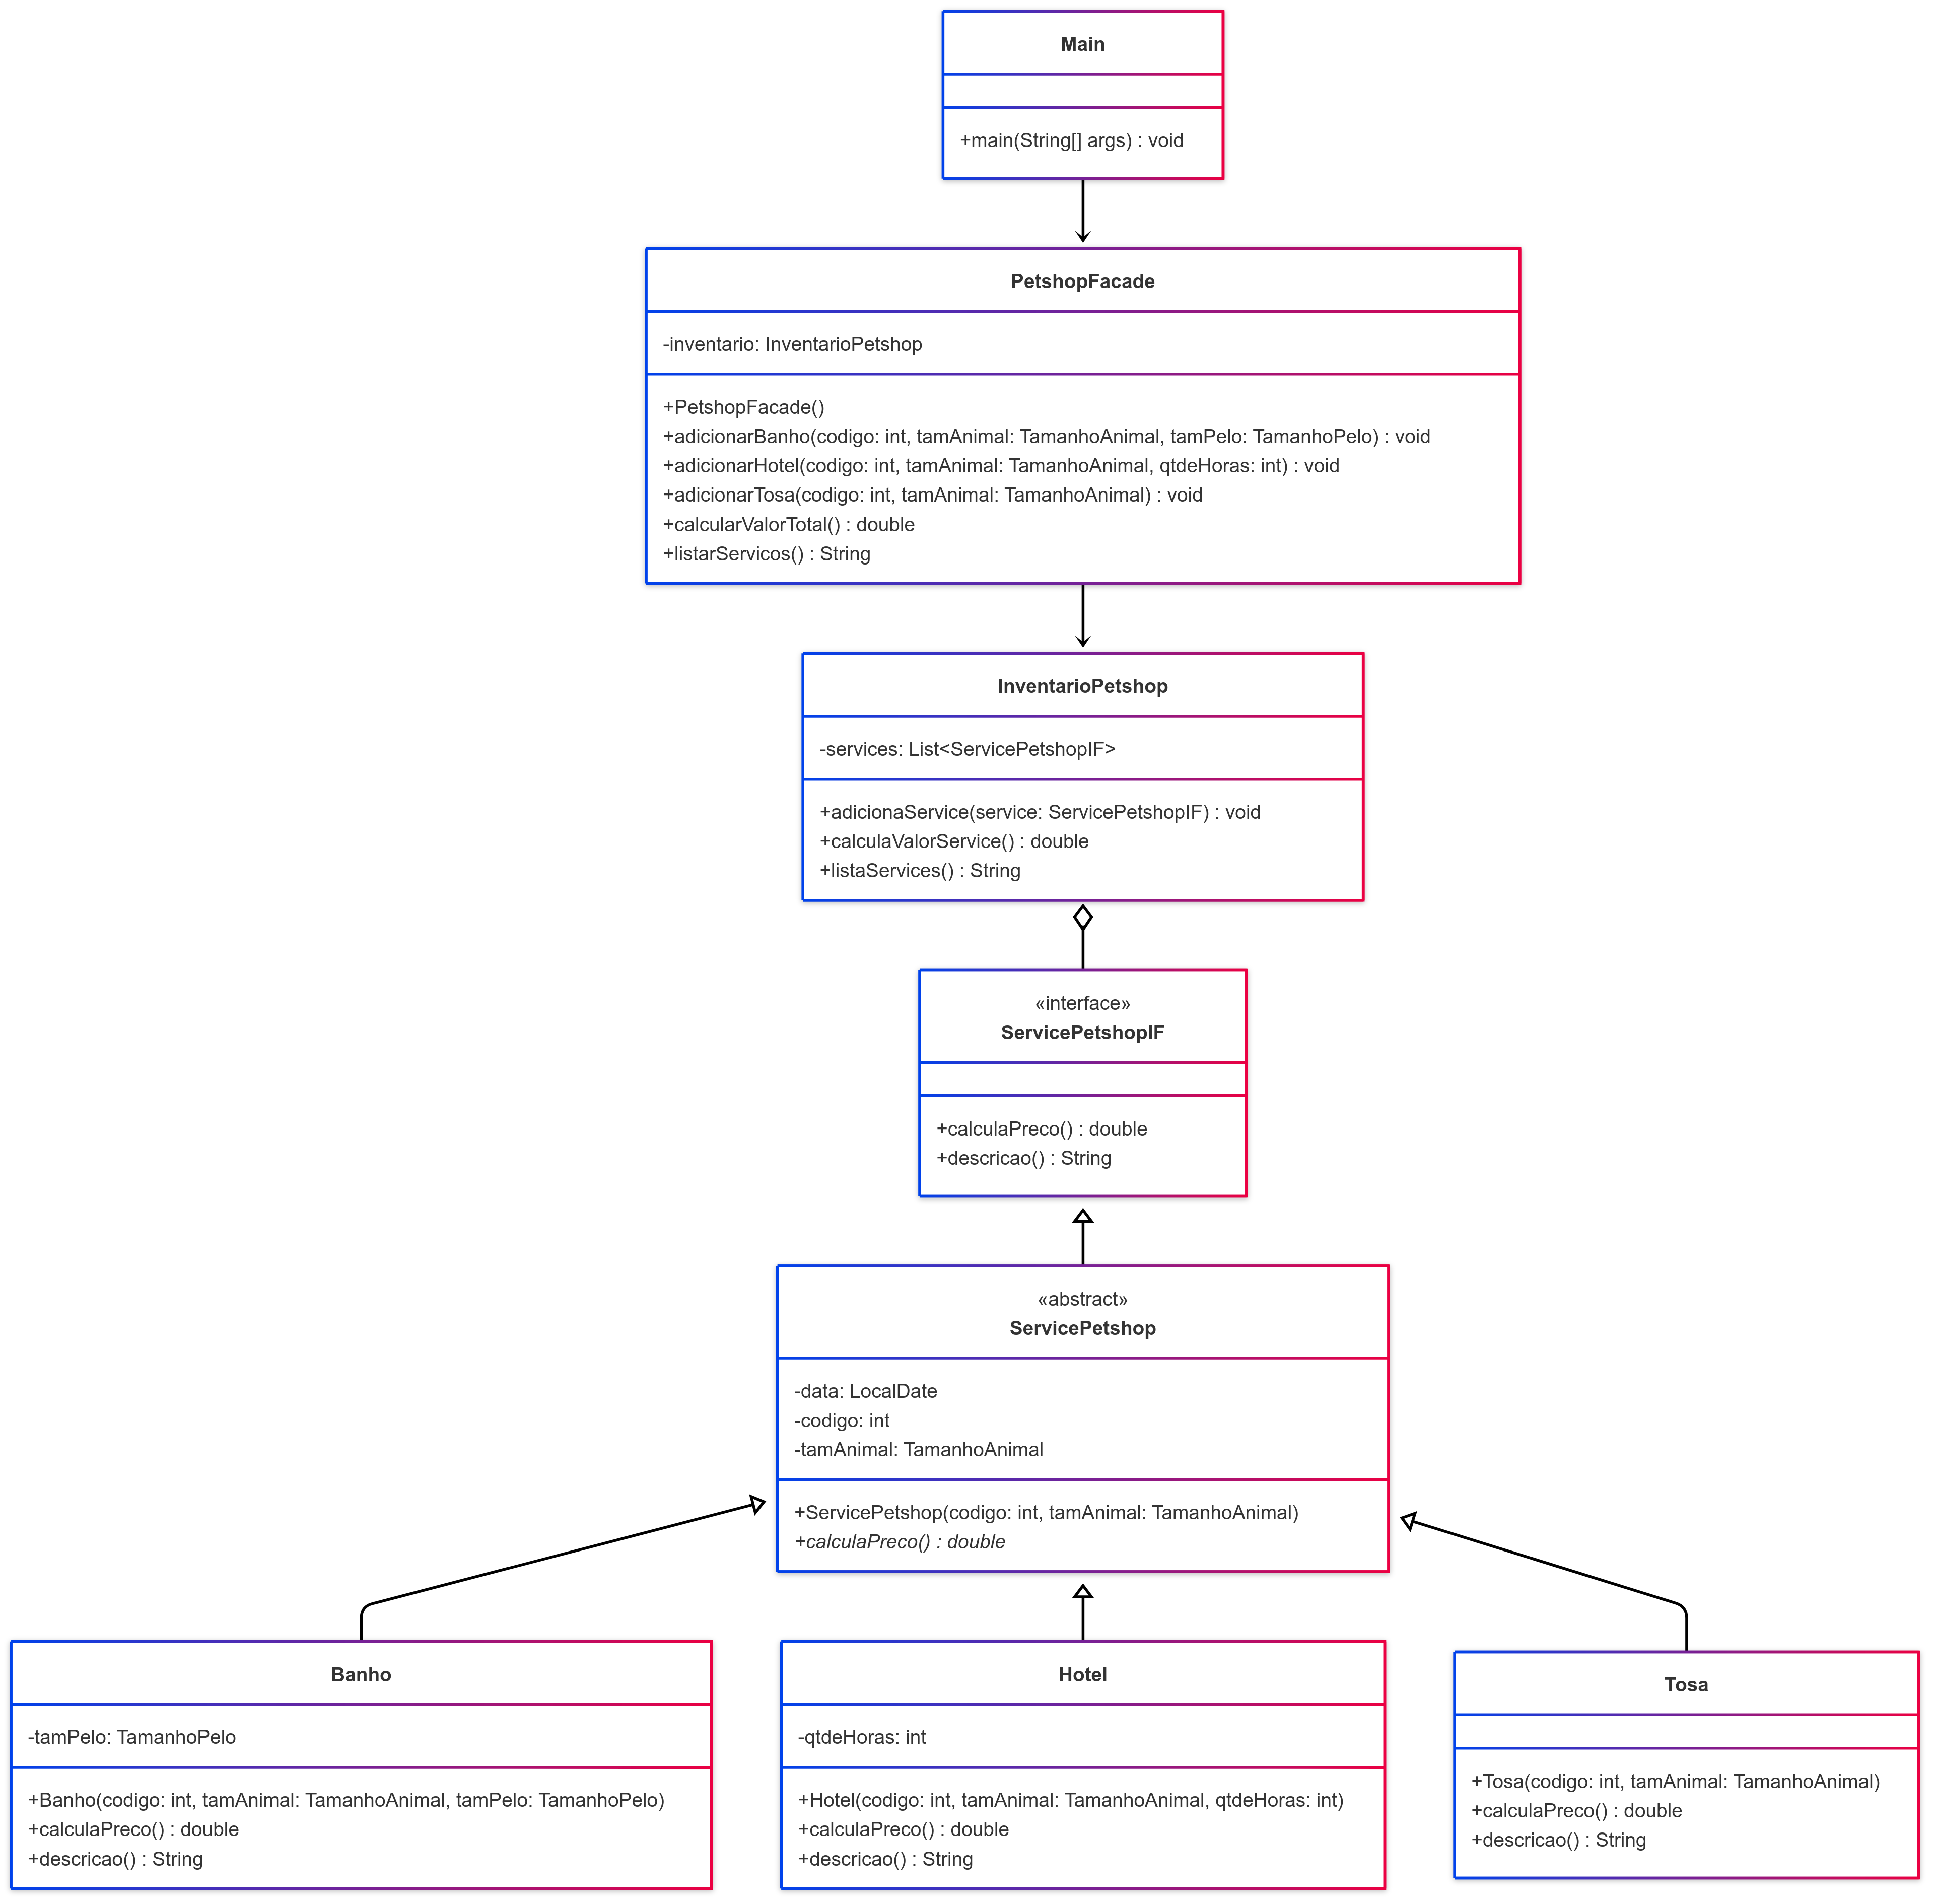 Main
+main(String[] args) : void
PetshopFacade
-inventario: InventarioPetshop
+PetshopFacade()
+adicionarBanho(codigo: int, tamAnimal: TamanhoAnimal, tamPelo: TamanhoPelo) : void
+adicionarHotel(codigo: int, tamAnimal: TamanhoAnimal, qtdeHoras: int) : void
+adicionarTosa(codigo: int, tamAnimal: TamanhoAnimal) : void
+calcularValorTotal() : double
+listarServicos() : String
InventarioPetshop
-services: List<ServicePetshopIF>
+adicionaService(service: ServicePetshopIF) : void
+calculaValorService() : double
+listaServices() : String
«interface»
ServicePetshopIF
+calculaPreco() : double
+descricao() : String
«abstract»
ServicePetshop
-data: LocalDate
-codigo: int
-tamAnimal: TamanhoAnimal
+ServicePetshop(codigo: int, tamAnimal: TamanhoAnimal)
+calculaPreco() : double
Banho
-tamPelo: TamanhoPelo
+Banho(codigo: int, tamAnimal: TamanhoAnimal, tamPelo: TamanhoPelo)
+calculaPreco() : double
+descricao() : String
Hotel
-qtdeHoras: int
+Hotel(codigo: int, tamAnimal: TamanhoAnimal, qtdeHoras: int)
+calculaPreco() : double
+descricao() : String
Tosa
+Tosa(codigo: int, tamAnimal: TamanhoAnimal)
+calculaPreco() : double
+descricao() : String